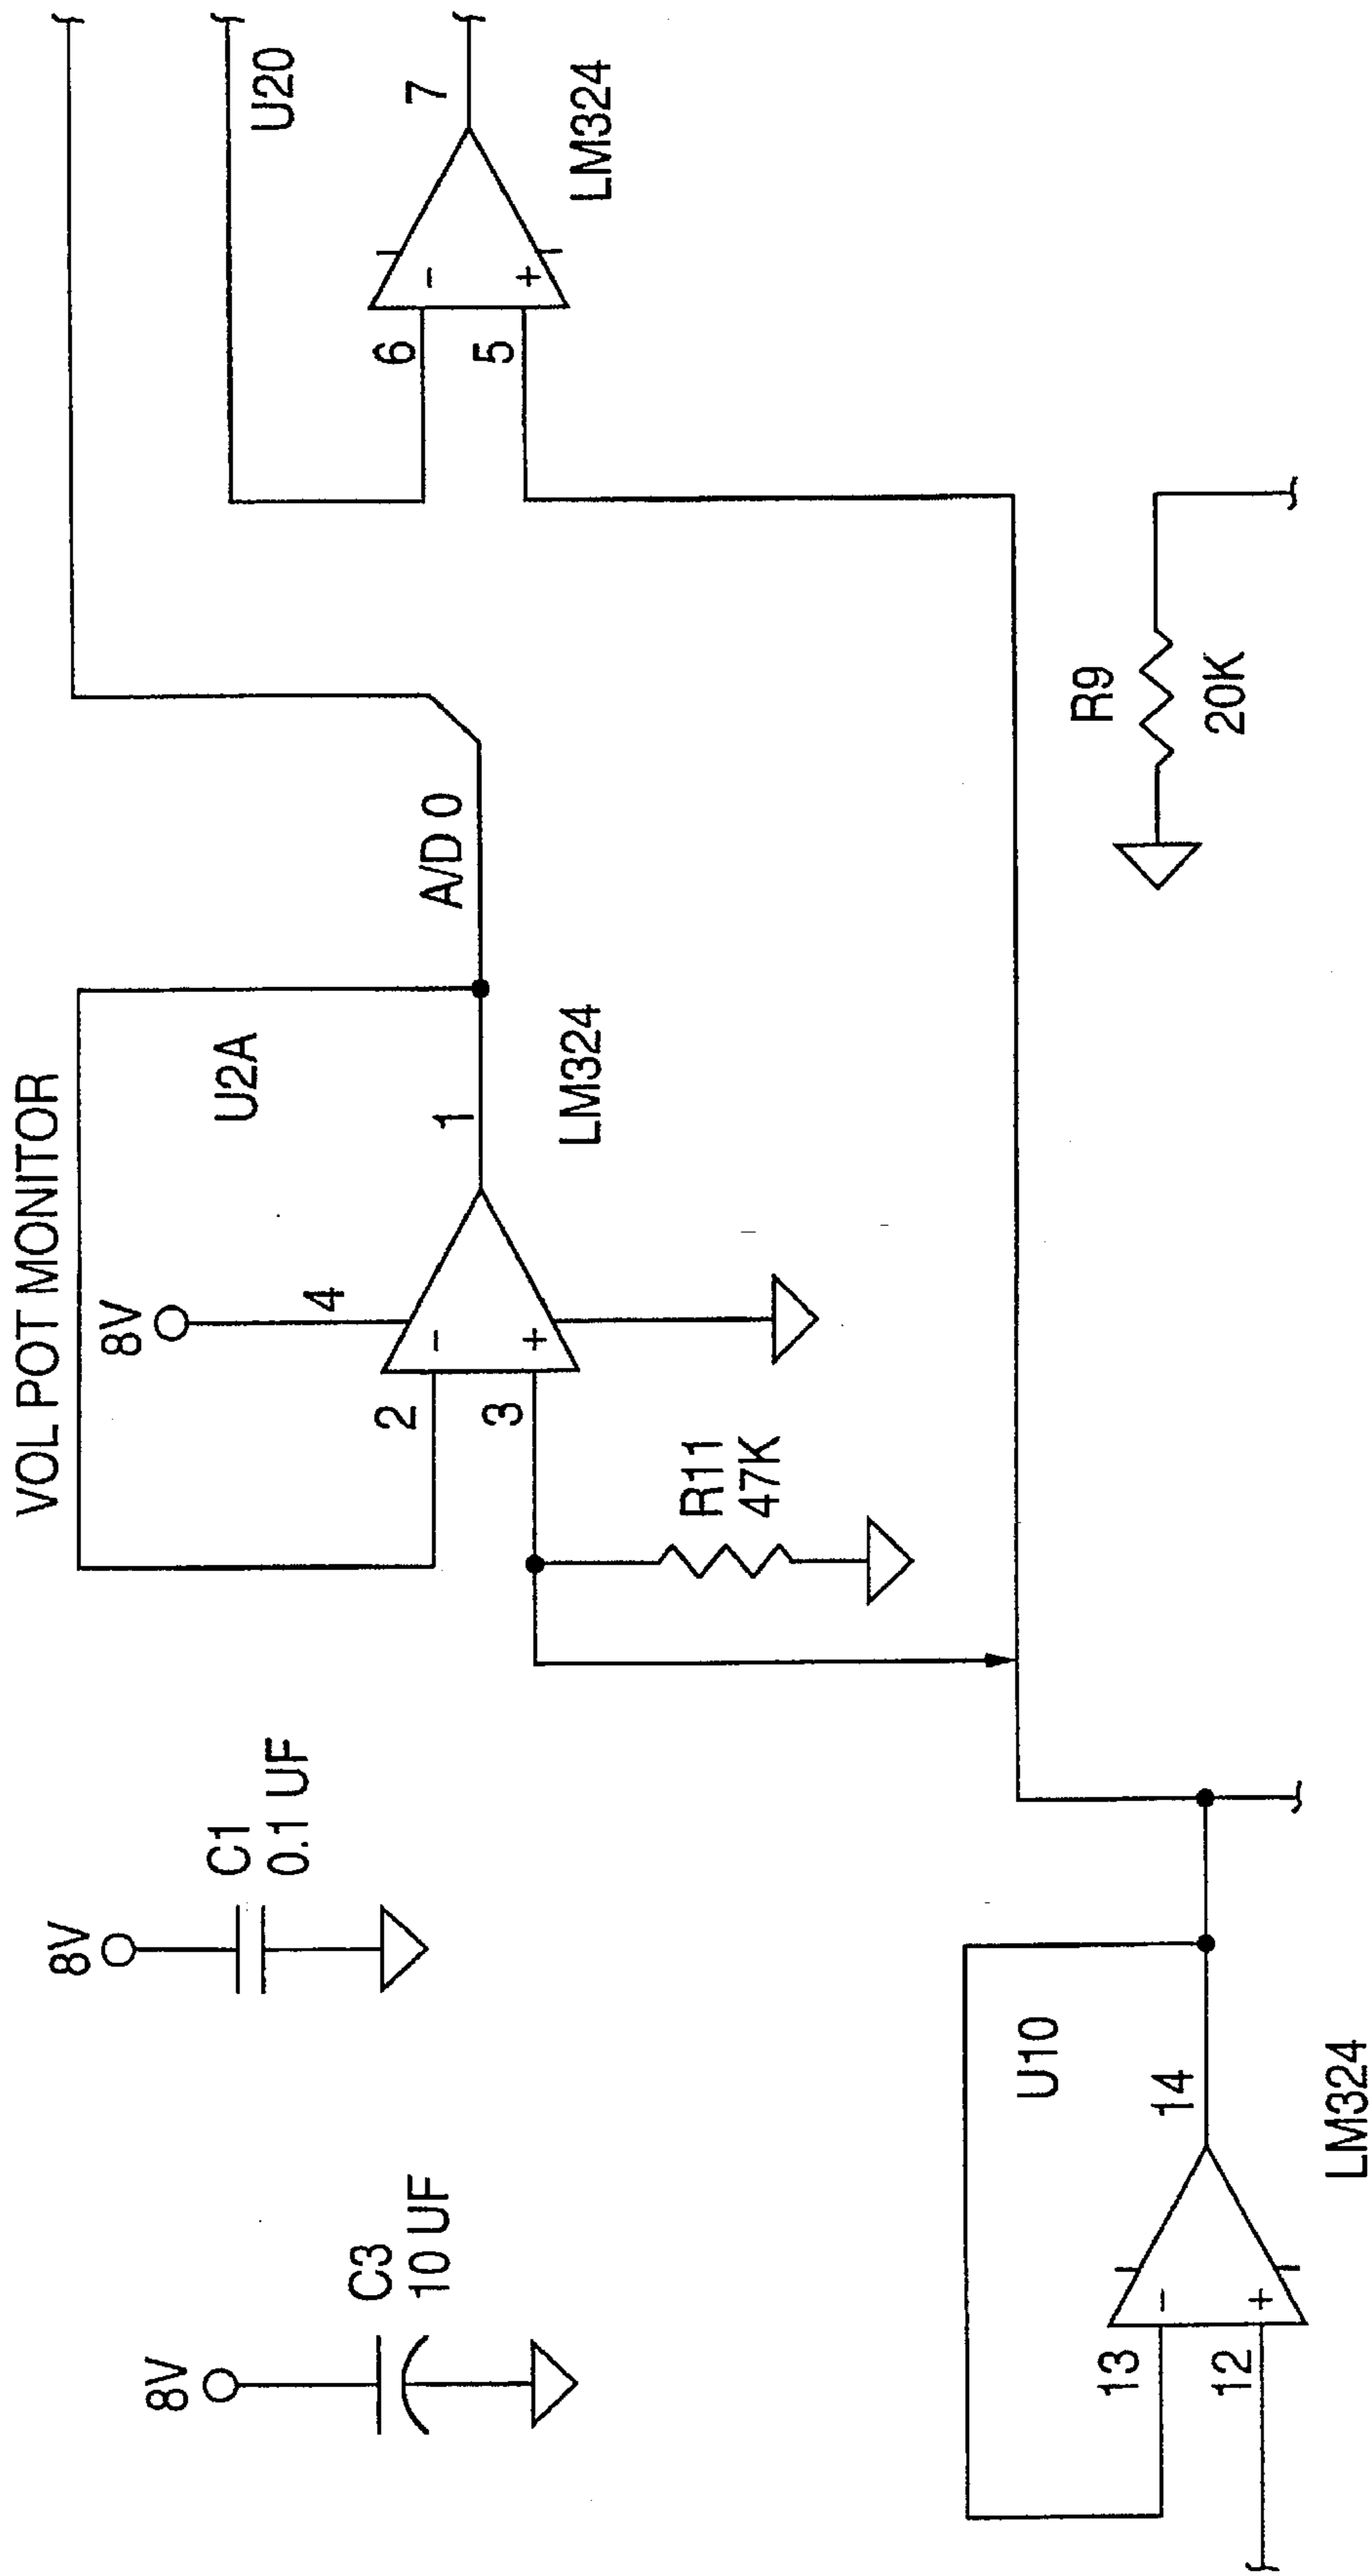 VOL POT MONITOR
8V
C3
10 UF
8V
C1
0.1 UF
8V
4
U2A
2
-
3
+
1
LM324
R11
47K
A/D 0
U20
6
-
5
+
7
LM324
U10
13
-
12
+
14
LM324
R9
20K